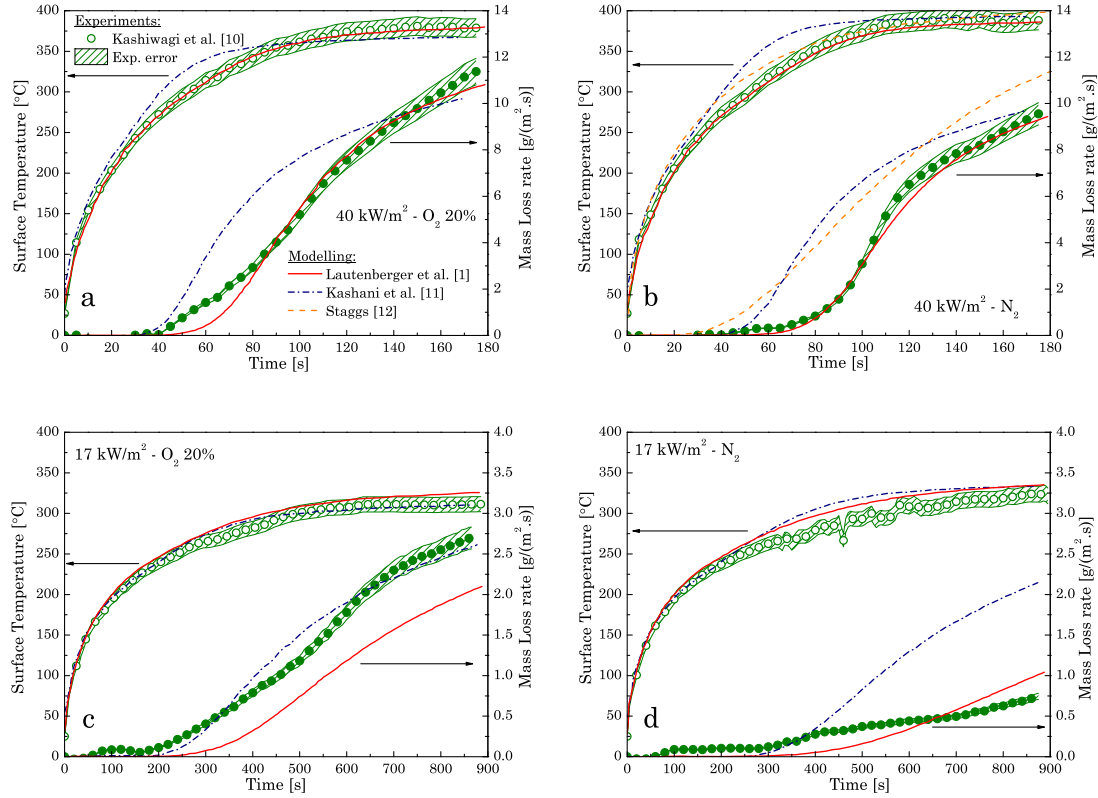 Experiments:
Kashiwagi et al. [10]
Exp. error
40 kW/m² - O₂ 20%
Modelling:
Lautenberger et al. [1]
Kashani et al. [11]
Staggs [12]
a
Surface Temperature [°C]
0 50 100 150 200 250 300 350 400
Mass Loss rate [g/(m².s)]
0 2 4 6 8 10 12 14
0 20 40 60 80 100 120 140 160 180
Time [s]
40 kW/m² - N₂
b
Surface Temperature [°C]
0 50 100 150 200 250 300 350 400
Mass Loss rate [g/(m².s)]
0 2 4 6 8 10 12 14
0 20 40 60 80 100 120 140 160 180
Time [s]
17 kW/m² - O₂ 20%
c
Surface Temperature [°C]
0 50 100 150 200 250 300 350 400
Mass Loss rate [g/(m².s)]
0.0 0.5 1.0 1.5 2.0 2.5 3.0 3.5 4.0
0 100 200 300 400 500 600 700 800 900
Time [s]
17 kW/m² - N₂
d
Surface Temperature [°C]
0 50 100 150 200 250 300 350 400
Mass Loss rate [g/(m².s)]
0.0 0.5 1.0 1.5 2.0 2.5 3.0 3.5 4.0
0 100 200 300 400 500 600 700 800 900
Time [s]